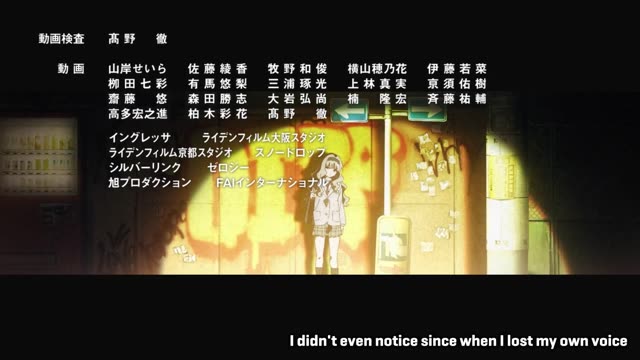 動画検査 髙野 徹
動画 山岸せいら 佐藤綾香 牧野和俊 横山穂乃花 伊藤若菜
栁田七彩 有馬悠梨 三浦琢光 上林真実 京須佑樹
齋藤 悠 森田勝志 大岩弘尚 楠 隆宏 斉藤祐輔
高多宏之進 柏木彩花 髙野 徹
イングレッサ ライデンフィルム大阪スタジオ
ライデンフィルム京都スタジオ スノードロップ
シルバーリンク ゼロシー
旭プロダクション FAIインターナショナル
I didn't even notice since when I lost my own voice